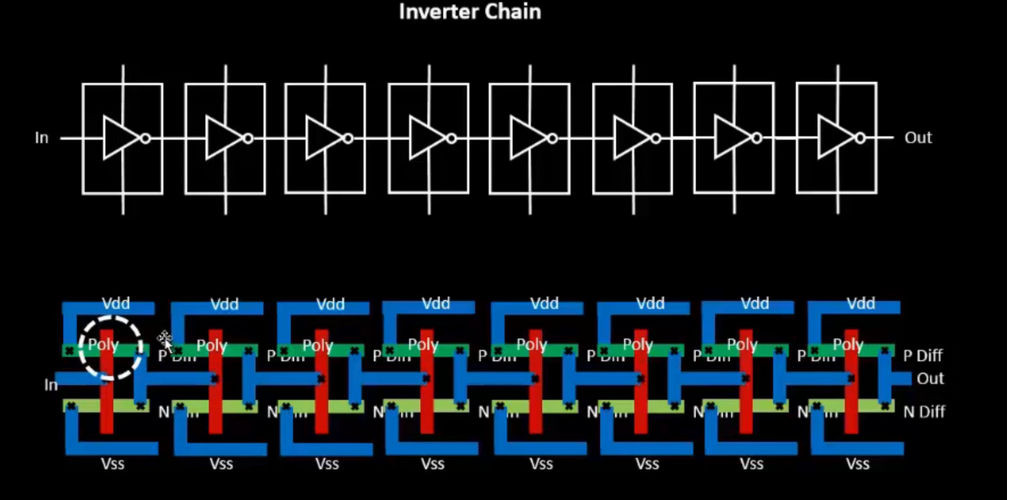 Inverter Chain
In Out
Vdd Vdd Vdd Vdd Vdd Vdd Vdd Vdd
Poly Poly Poly Poly Poly Poly Poly Poly
P Diff P Diff P Diff P Diff P Diff P Diff P Diff P Diff
In Out
N Diff N Diff N Diff N Diff N Diff N Diff N Diff N Diff
Vss Vss Vss Vss Vss Vss Vss Vss